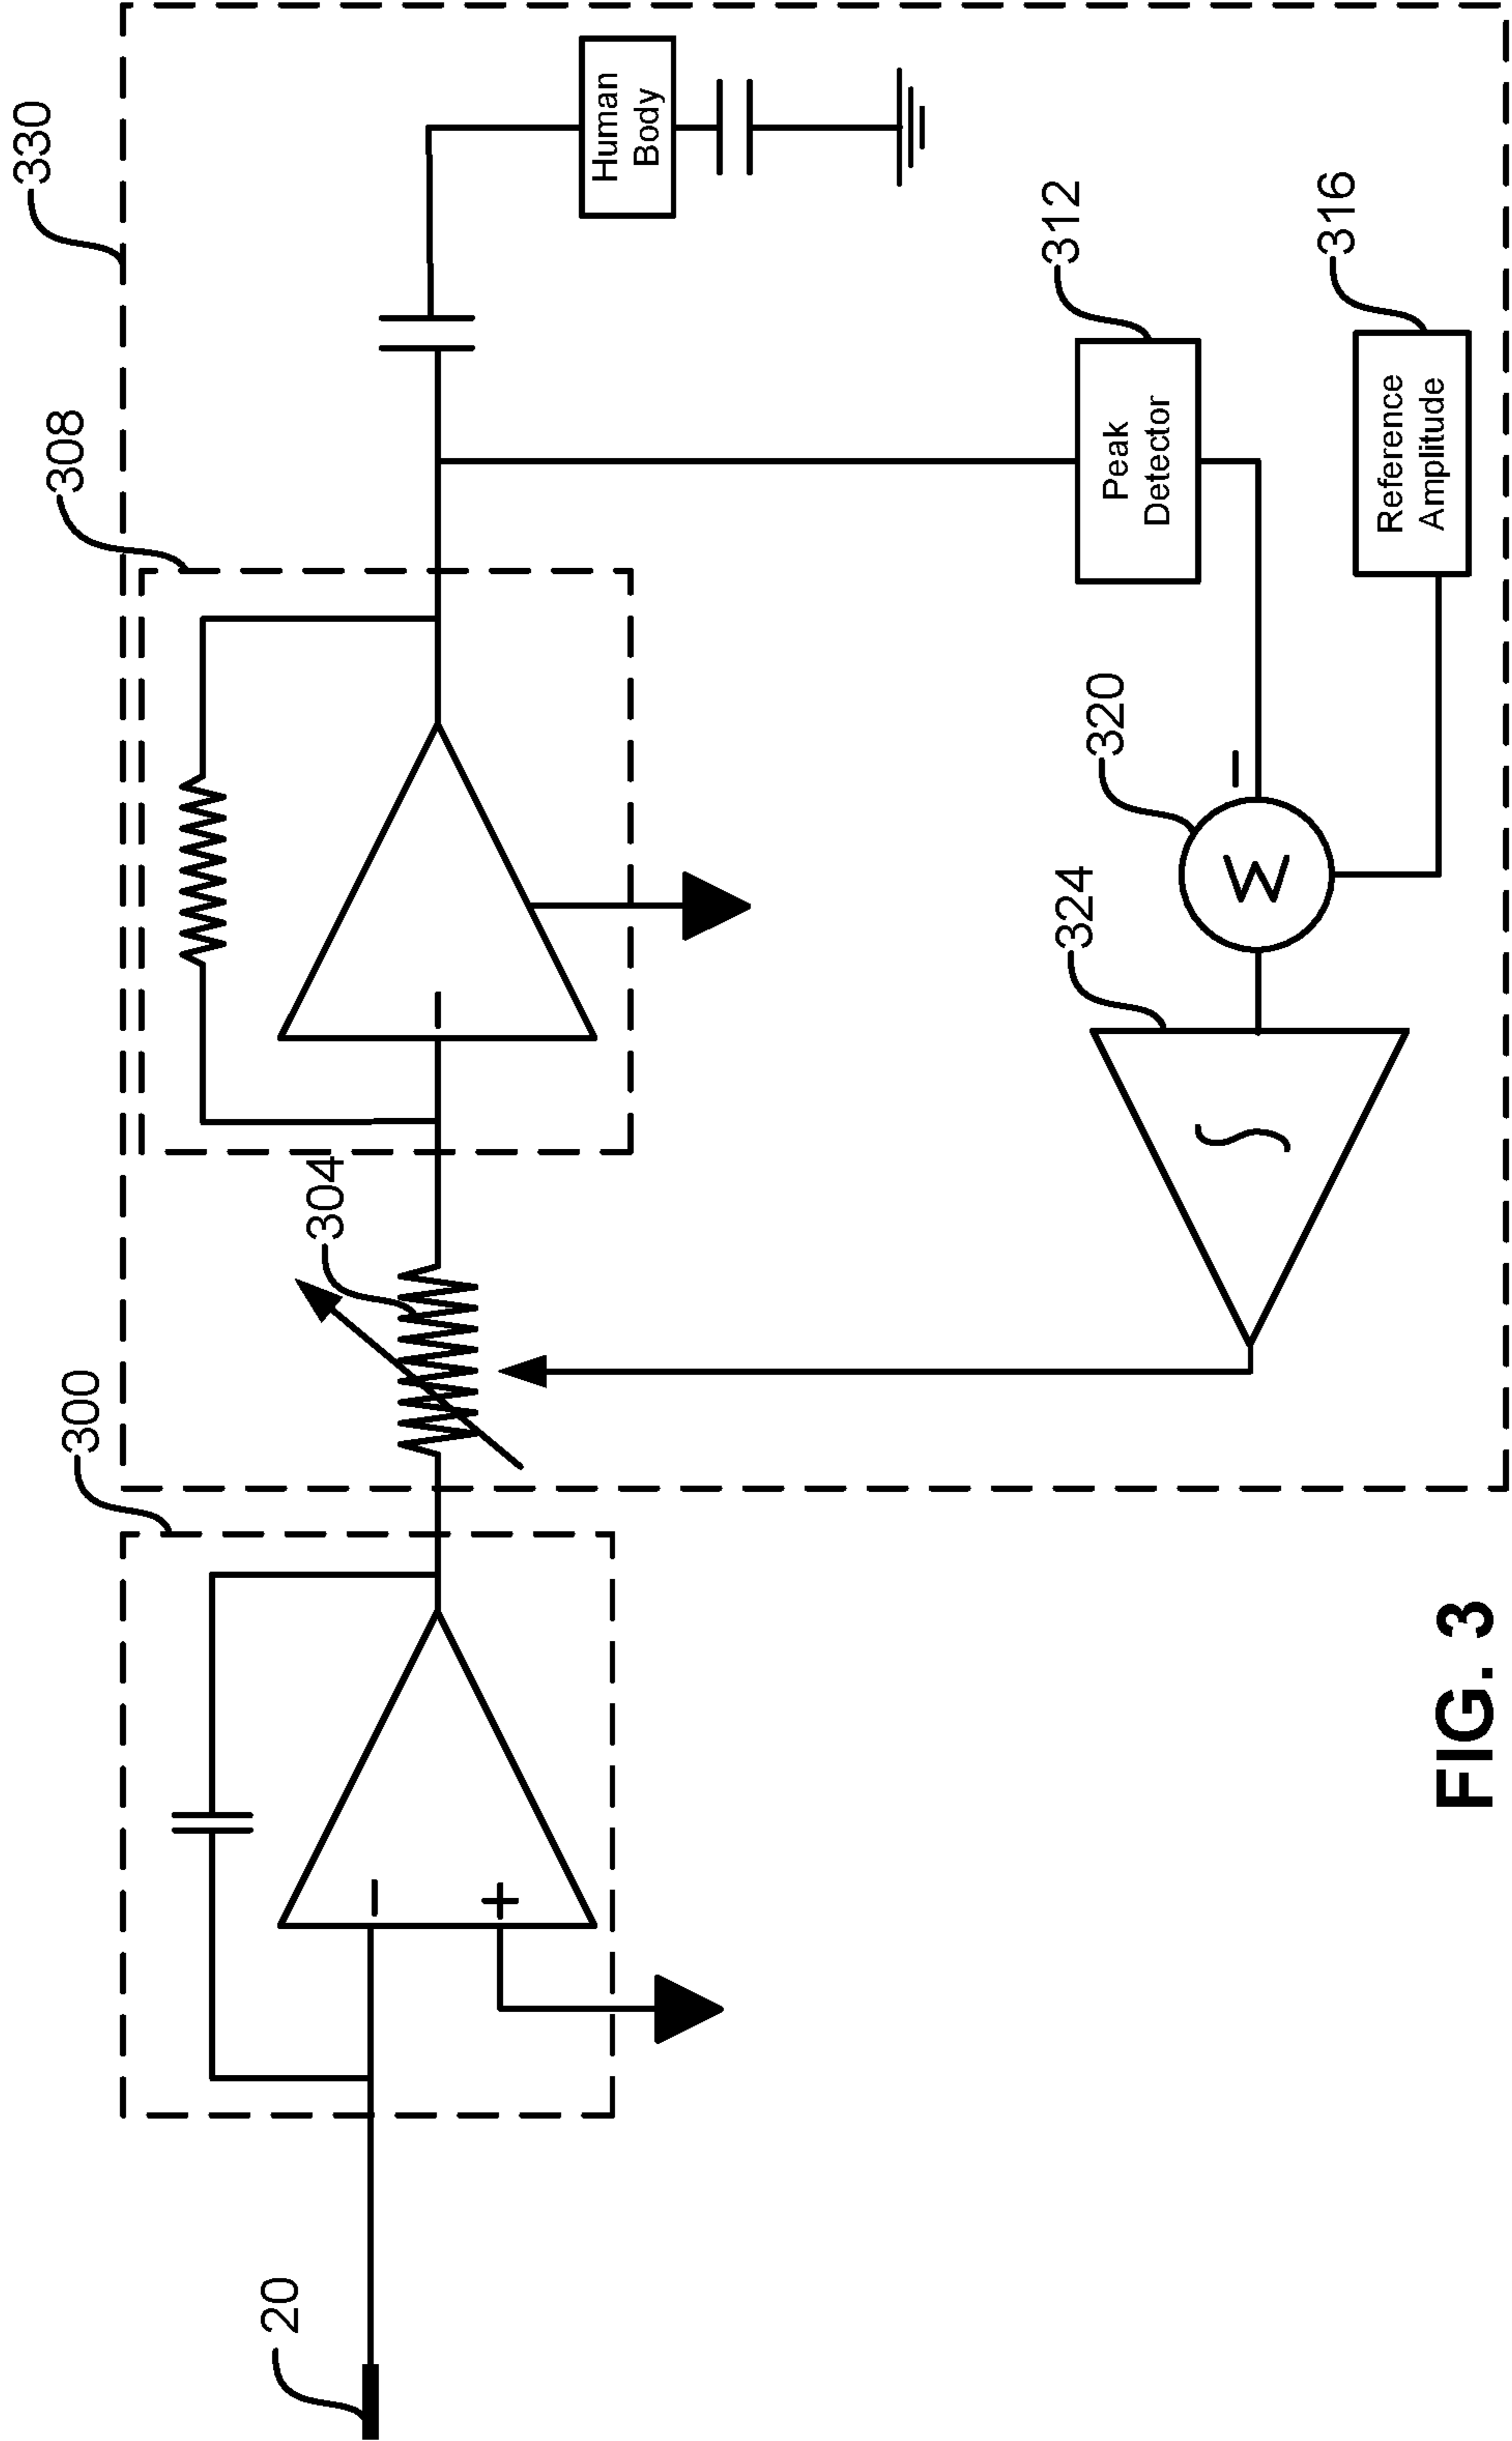 330
308
304
300
20
Human
Body
312
Peak
Detector
316
Reference
Amplitude
320
−
Σ
324
∫
−
−
+
FIG. 3